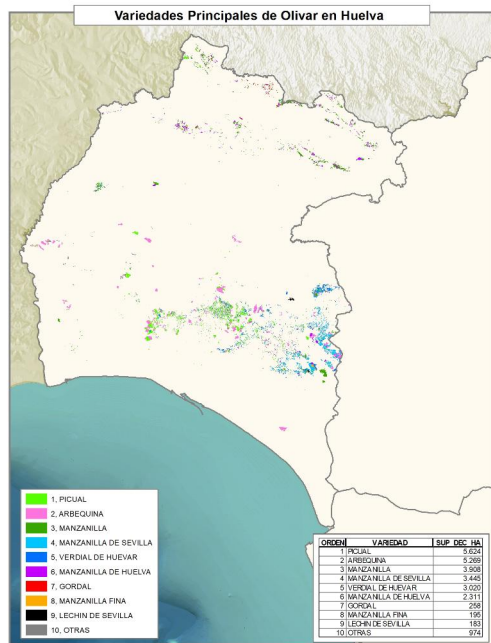 Variedades Principales de Olivar en Huelva
1, PICUAL
2, ARBEQUINA
3, MANZANILLA
4, MANZANILLA DE SEVILLA
5, VERDIAL DE HUEVAR
6, MANZANILLA DE HUELVA
7, GORDAL
8, MANZANILLA FINA
9, LECHIN DE SEVILLA
10, OTRAS
ORDEN VARIEDAD SUP_DEC_HA
1 PICUAL 5.624
2 ARBEQUINA 5.269
3 MANZANILLA 3.908
4 MANZANILLA DE SEVILLA 3.445
5 VERDIAL DE HUEVAR 3.020
6 MANZANILLA DE HUELVA 2.311
7 GORDAL 258
8 MANZANILLA FINA 195
9 LECHIN DE SEVILLA 183
10 OTRAS 974